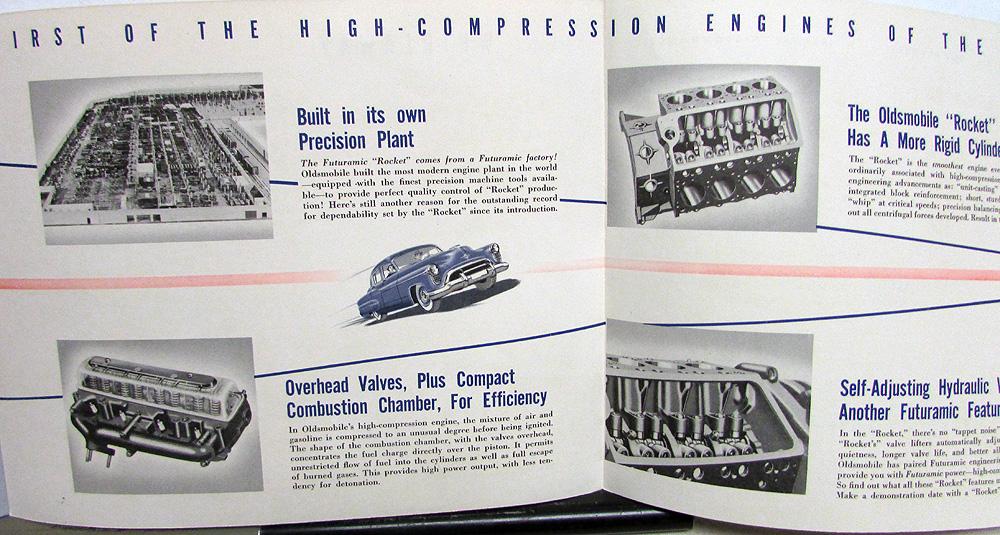 IRST OF THE HIGH-COMPRESSION ENGINES OF THE
Built in its own
Precision Plant
The Futuramic "Rocket" comes from a Futuramic factory!
Oldsmobile built the most modern engine plant in the world
—equipped with the finest precision machine tools availa-
ble—to provide perfect quality control of "Rocket" produc-
tion! Here's still another reason for the outstanding record
for dependability set by the "Rocket" since its introduction.
Overhead Valves, Plus Compact
Combustion Chamber, For Efficiency
In Oldsmobile's high-compression engine, the mixture of air and
gasoline is compressed to an unusual degree before being ignited.
The shape of the combustion chamber, with the valves overhead,
concentrates the fuel charge directly over the piston. It permits
unrestricted flow of fuel into the cylinders as well as full escape
of burned gases. This provides high power output, with less ten-
dency for detonation.
The Oldsmobile "Rocket"
Has A More Rigid Cylinde
The "Rocket" is the smoothest engine eve
ordinarily associated with high-compression
engineering advancements as: "unit-casting"
integrated block reinforcement; short, sturd
"whip" at critical speeds; precision balancing
out all centrifugal forces developed. Result in
Self-Adjusting Hydraulic V
Another Futuramic Featur
In the "Rocket," there's no "tappet noise"
"Rocket's" valve lifters automatically adju
quietness, longer valve life, and better all
Oldsmobile has paired Futuramic engineeri
provide you with Futuramic power—high-com
So find out what all these "Rocket" features m
Make a demonstration date with a "Rocket